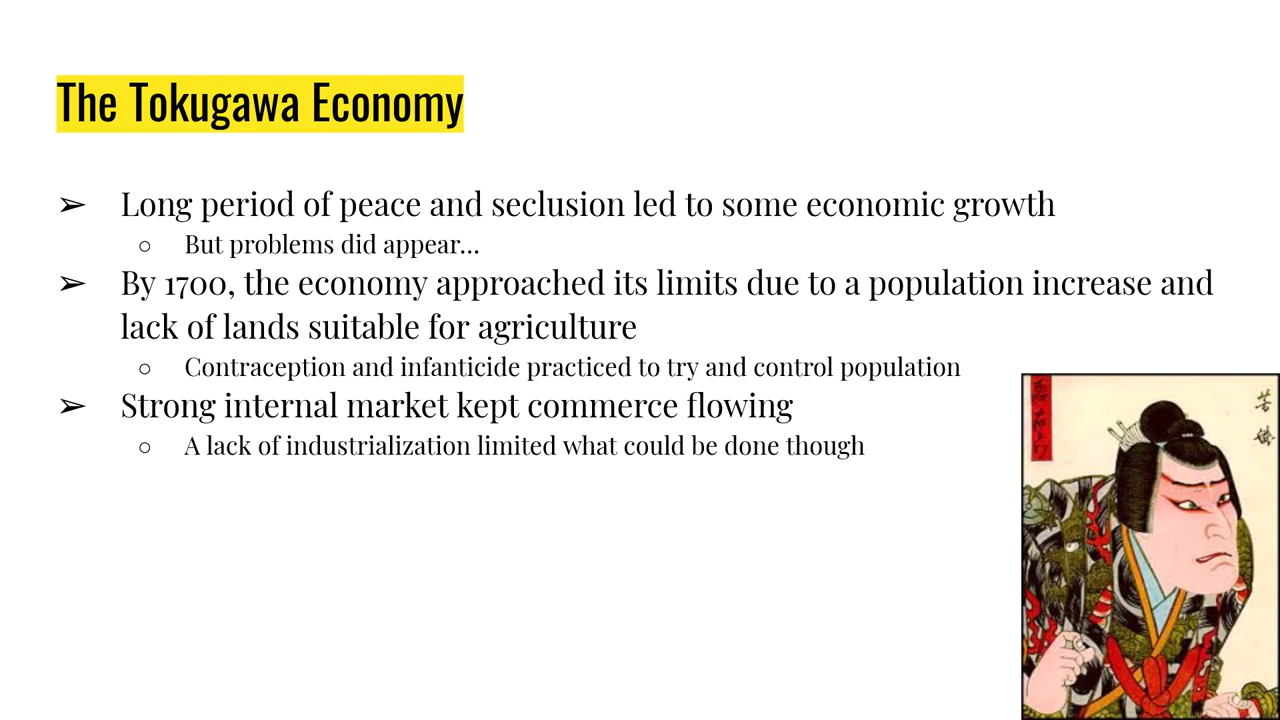 The Tokugawa Economy
➢ Long period of peace and seclusion led to some economic growth
○ But problems did appear...
➢ By 1700, the economy approached its limits due to a population increase and
lack of lands suitable for agriculture
○ Contraception and infanticide practiced to try and control population
➢ Strong internal market kept commerce flowing
○ A lack of industrialization limited what could be done though